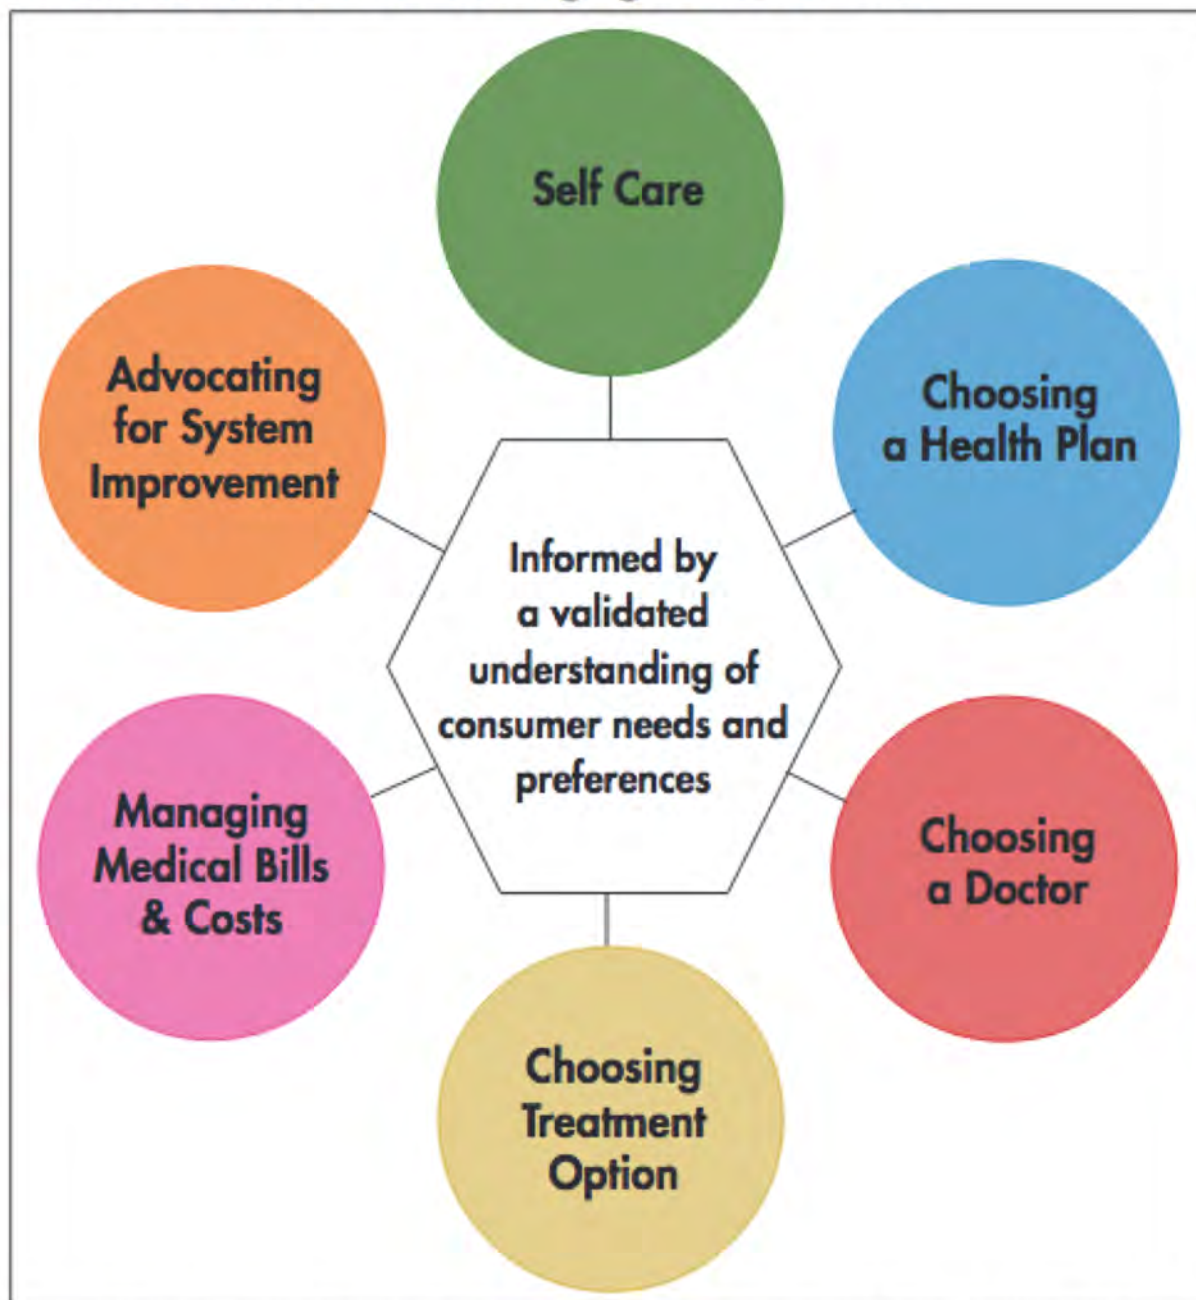 Self Care
Advocating
for System
Improvement
Choosing
a Health Plan
Informed by
a validated
understanding of
consumer needs and
preferences
Managing
Medical Bills
& Costs
Choosing
a Doctor
Choosing
Treatment
Option